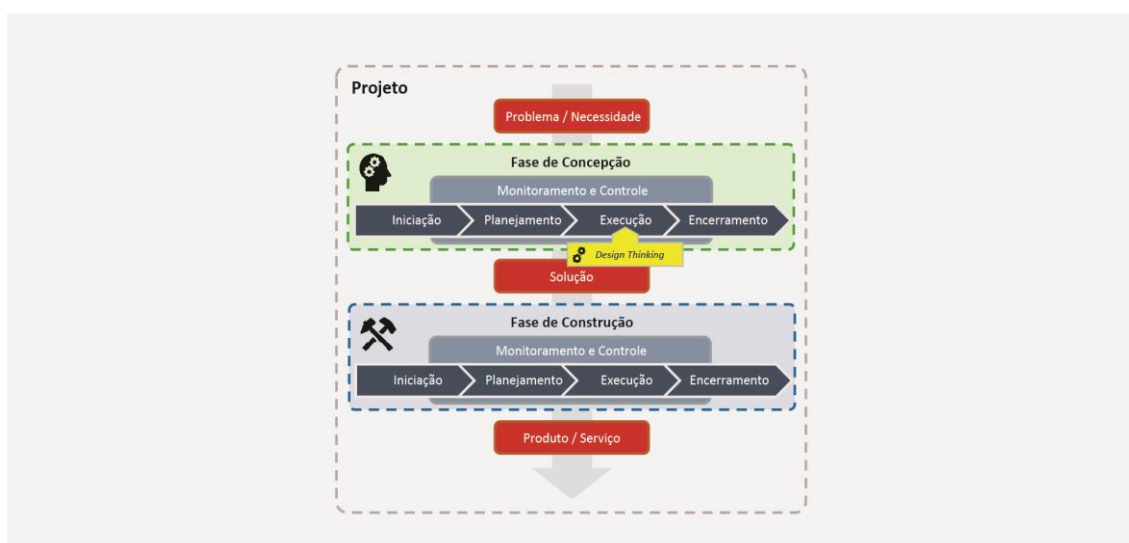 Projeto
Problema / Necessidade
Fase de Concepção
Monitoramento e Controle
Iniciação Planejamento Execução Encerramento
Design Thinking
Solução
Fase de Construção
Monitoramento e Controle
Iniciação Planejamento Execução Encerramento
Produto / Serviço